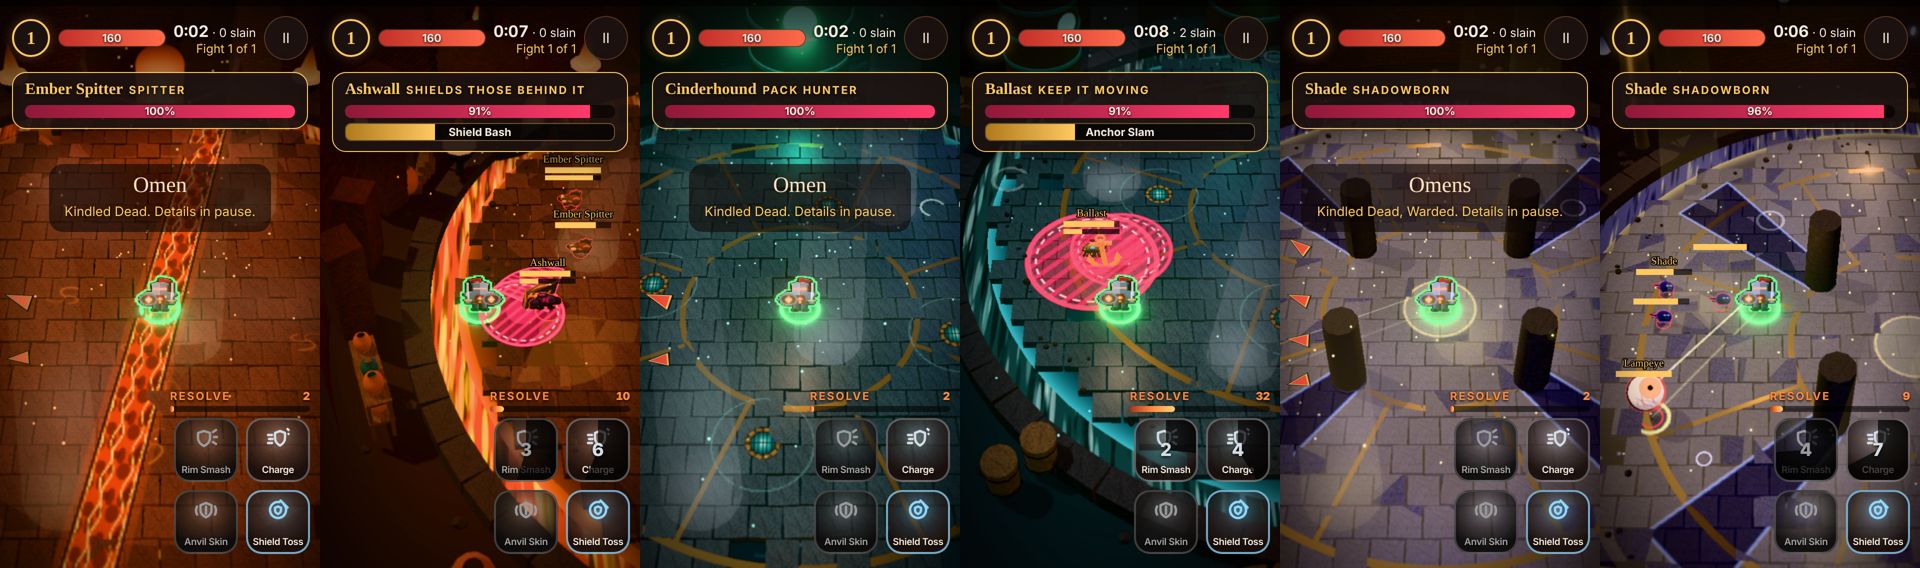 1
160
0:02 · 0 slain
Fight 1 of 1
Ember Spitter SPITTER
100%
Omen
Kindled Dead. Details in pause.
RESOLVE 2
Rim Smash
Charge
Anvil Skin
Shield Toss
1
160
0:07 · 0 slain
Fight 1 of 1
Ashwall SHIELDS THOSE BEHIND IT
91%
Shield Bash
Ember Spitter
Ember Spitter
Ashwall
RESOLVE 10
3
Rim Smash
6
Charge
Anvil Skin
Shield Toss
1
160
0:02 · 0 slain
Fight 1 of 1
Cinderhound PACK HUNTER
100%
Omen
Kindled Dead. Details in pause.
RESOLVE 2
Rim Smash
Charge
Anvil Skin
Shield Toss
1
160
0:08 · 2 slain
Fight 1 of 1
Ballast KEEP IT MOVING
91%
Anchor Slam
Ballast
RESOLVE 32
2
Rim Smash
4
Charge
Anvil Skin
Shield Toss
1
160
0:02 · 0 slain
Fight 1 of 1
Shade SHADOWBORN
100%
Omens
Kindled Dead, Warded. Details in pause.
RESOLVE 2
Rim Smash
Charge
Anvil Skin
Shield Toss
1
160
0:06 · 0 slain
Fight 1 of 1
Shade SHADOWBORN
96%
Shade
Lampeye
RESOLVE 9
4
Rim Smash
7
Charge
Anvil Skin
Shield Toss